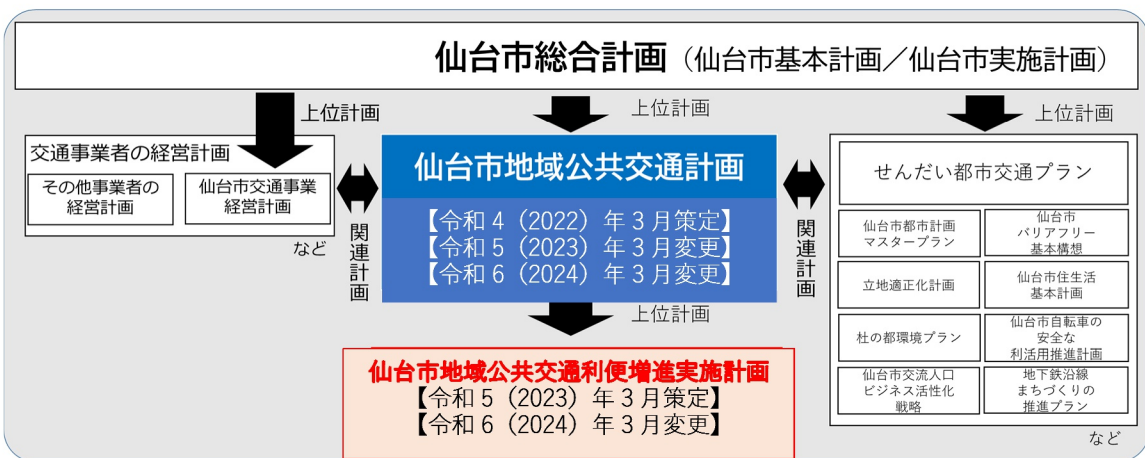 仙台市総合計画（仙台市基本計画／仙台市実施計画）
上位計画
上位計画
上位計画
交通事業者の経営計画
その他事業者の
経営計画
仙台市交通事業
経営計画
など
関連計画
仙台市地域公共交通計画
【令和４（2022）年３月策定】
【令和５（2023）年３月変更】
【令和６（2024）年３月変更】
関連計画
せんだい都市交通プラン
仙台市都市計画
マスタープラン
仙台市
バリアフリー
基本構想
立地適正化計画
仙台市住生活
基本計画
杜の都環境プラン
仙台市自転車の
安全な
利活用推進計画
仙台市交流人口
ビジネス活性化
戦略
地下鉄沿線
まちづくりの
推進プラン
など
上位計画
仙台市地域公共交通利便増進実施計画
【令和５（2023）年３月策定】
【令和６（2024）年３月変更】